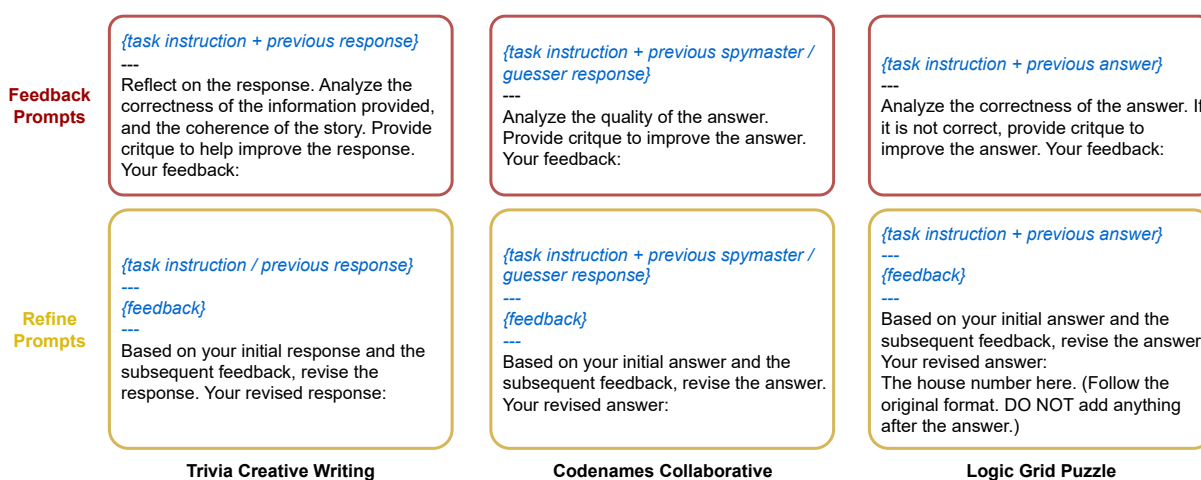 Feedback
Prompts
{task instruction + previous response}
---
Reflect on the response. Analyze the
correctness of the information provided,
and the coherence of the story. Provide
critque to help improve the response.
Your feedback:
{task instruction + previous spymaster /
guesser response}
---
Analyze the quality of the answer.
Provide critque to improve the answer.
Your feedback:
{task instruction + previous answer}
---
Analyze the correctness of the answer. If
it is not correct, provide critque to
improve the answer. Your feedback:
Refine
Prompts
{task instruction / previous response}
---
{feedback}
---
Based on your initial response and the
subsequent feedback, revise the
response. Your revised response:
{task instruction + previous spymaster /
guesser response}
---
{feedback}
---
Based on your initial answer and the
subsequent feedback, revise the answer.
Your revised answer:
{task instruction + previous answer}
---
{feedback}
---
Based on your initial answer and the
subsequent feedback, revise the answer
Your revised answer:
The house number here. (Follow the
original format. DO NOT add anything
after the answer.)
Trivia Creative Writing
Codenames Collaborative
Logic Grid Puzzle